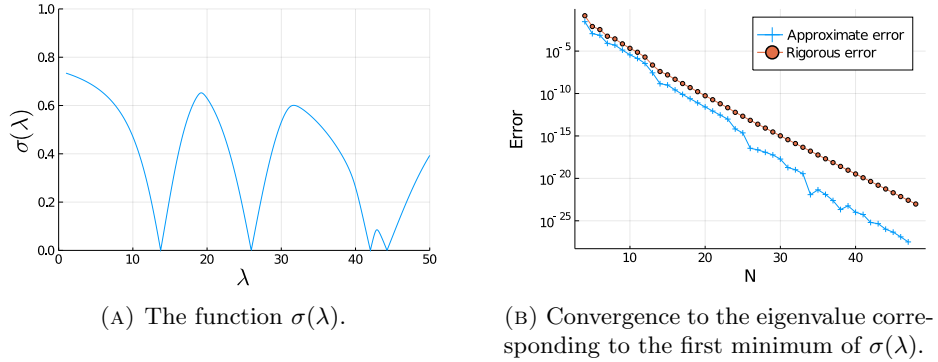 1.0
0.8
0.6
0.4
0.2
0.0
σ(λ)
0 10 20 30 40 50
λ
(A) The function σ(λ).
Approximate error
Rigorous error
10⁻⁵
10⁻¹⁰
10⁻¹⁵
10⁻²⁰
10⁻²⁵
Error
10 20 30 40
N
(B) Convergence to the eigenvalue corre-
sponding to the first minimum of σ(λ).